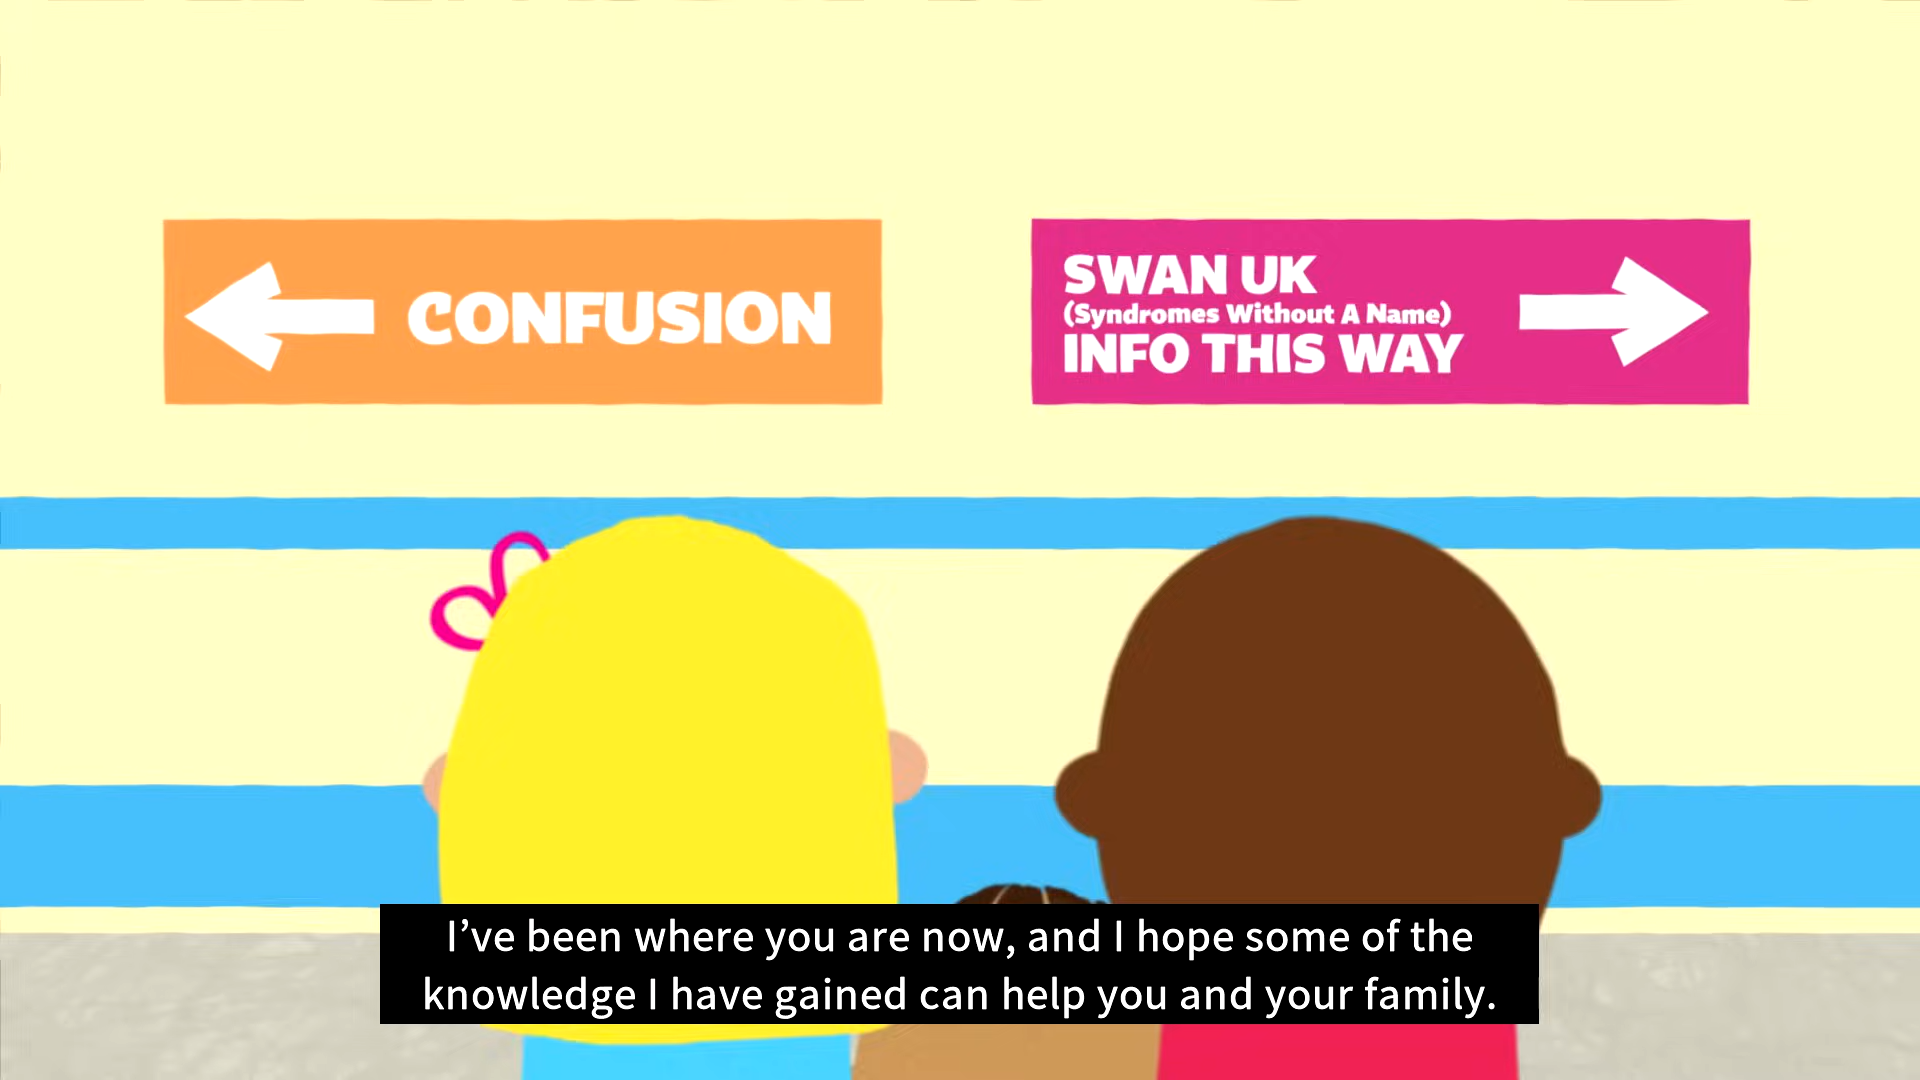 CONFUSION
SWAN UK
(Syndromes Without A Name)
INFO THIS WAY
I’ve been where you are now, and I hope some of the
knowledge I have gained can help you and your family.